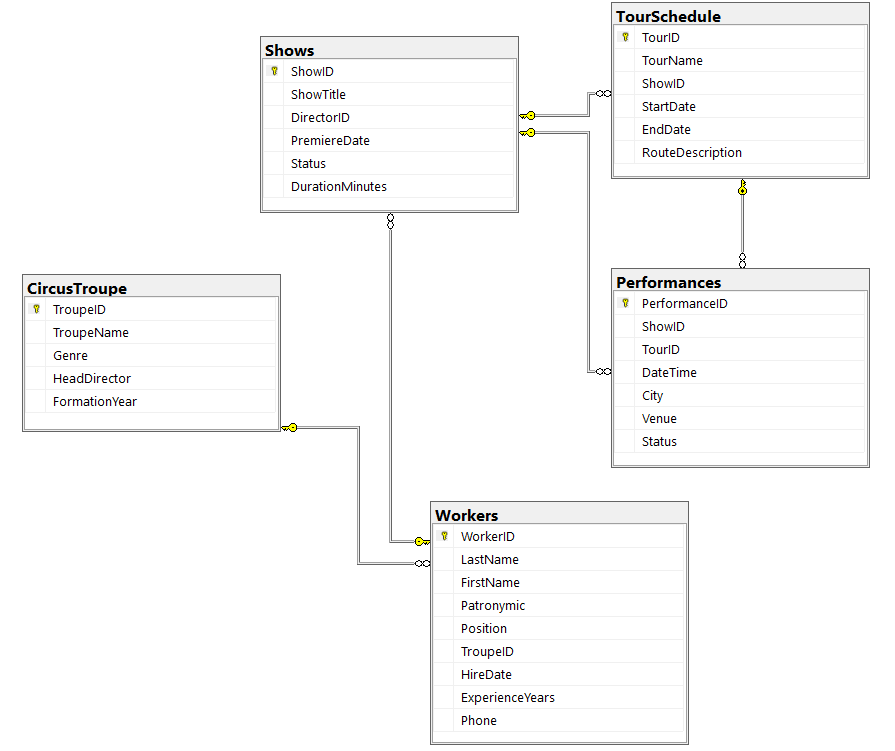 TourSchedule
TourID
TourName
ShowID
StartDate
EndDate
RouteDescription
Shows
ShowID
ShowTitle
DirectorID
PremiereDate
Status
DurationMinutes
CircusTroupe
TroupeID
TroupeName
Genre
HeadDirector
FormationYear
Performances
PerformanceID
ShowID
TourID
DateTime
City
Venue
Status
Workers
WorkerID
LastName
FirstName
Patronymic
Position
TroupeID
HireDate
ExperienceYears
Phone